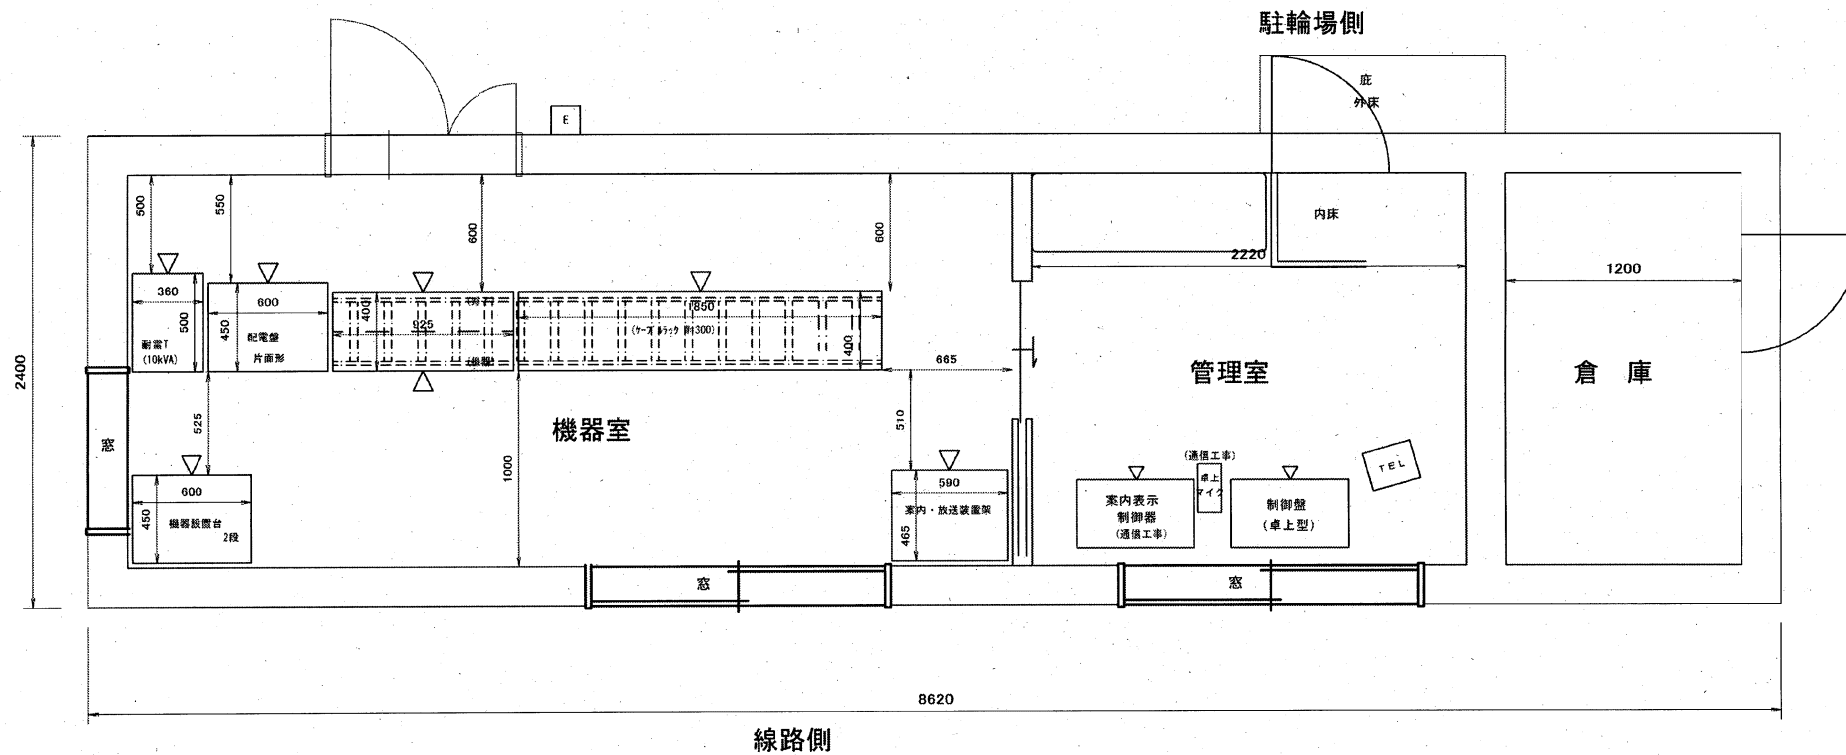 駐輪場側
庇
外床
E
500
550
600
600
内床
2220
1200
360
500
耐雷T
(10kVA)
600
450
配電盤
片面形
400
925
1850
400
665
2400
窓
525
機器室
1000
510
管理室
倉 庫
600
450
機器設置台
2段
590
案内・放送装置架
465
案内表示
制御器
(通信工事)
(通信工事)
卓上
マイク
制御盤
(卓上型)
TEL
窓
窓
8620
線路側